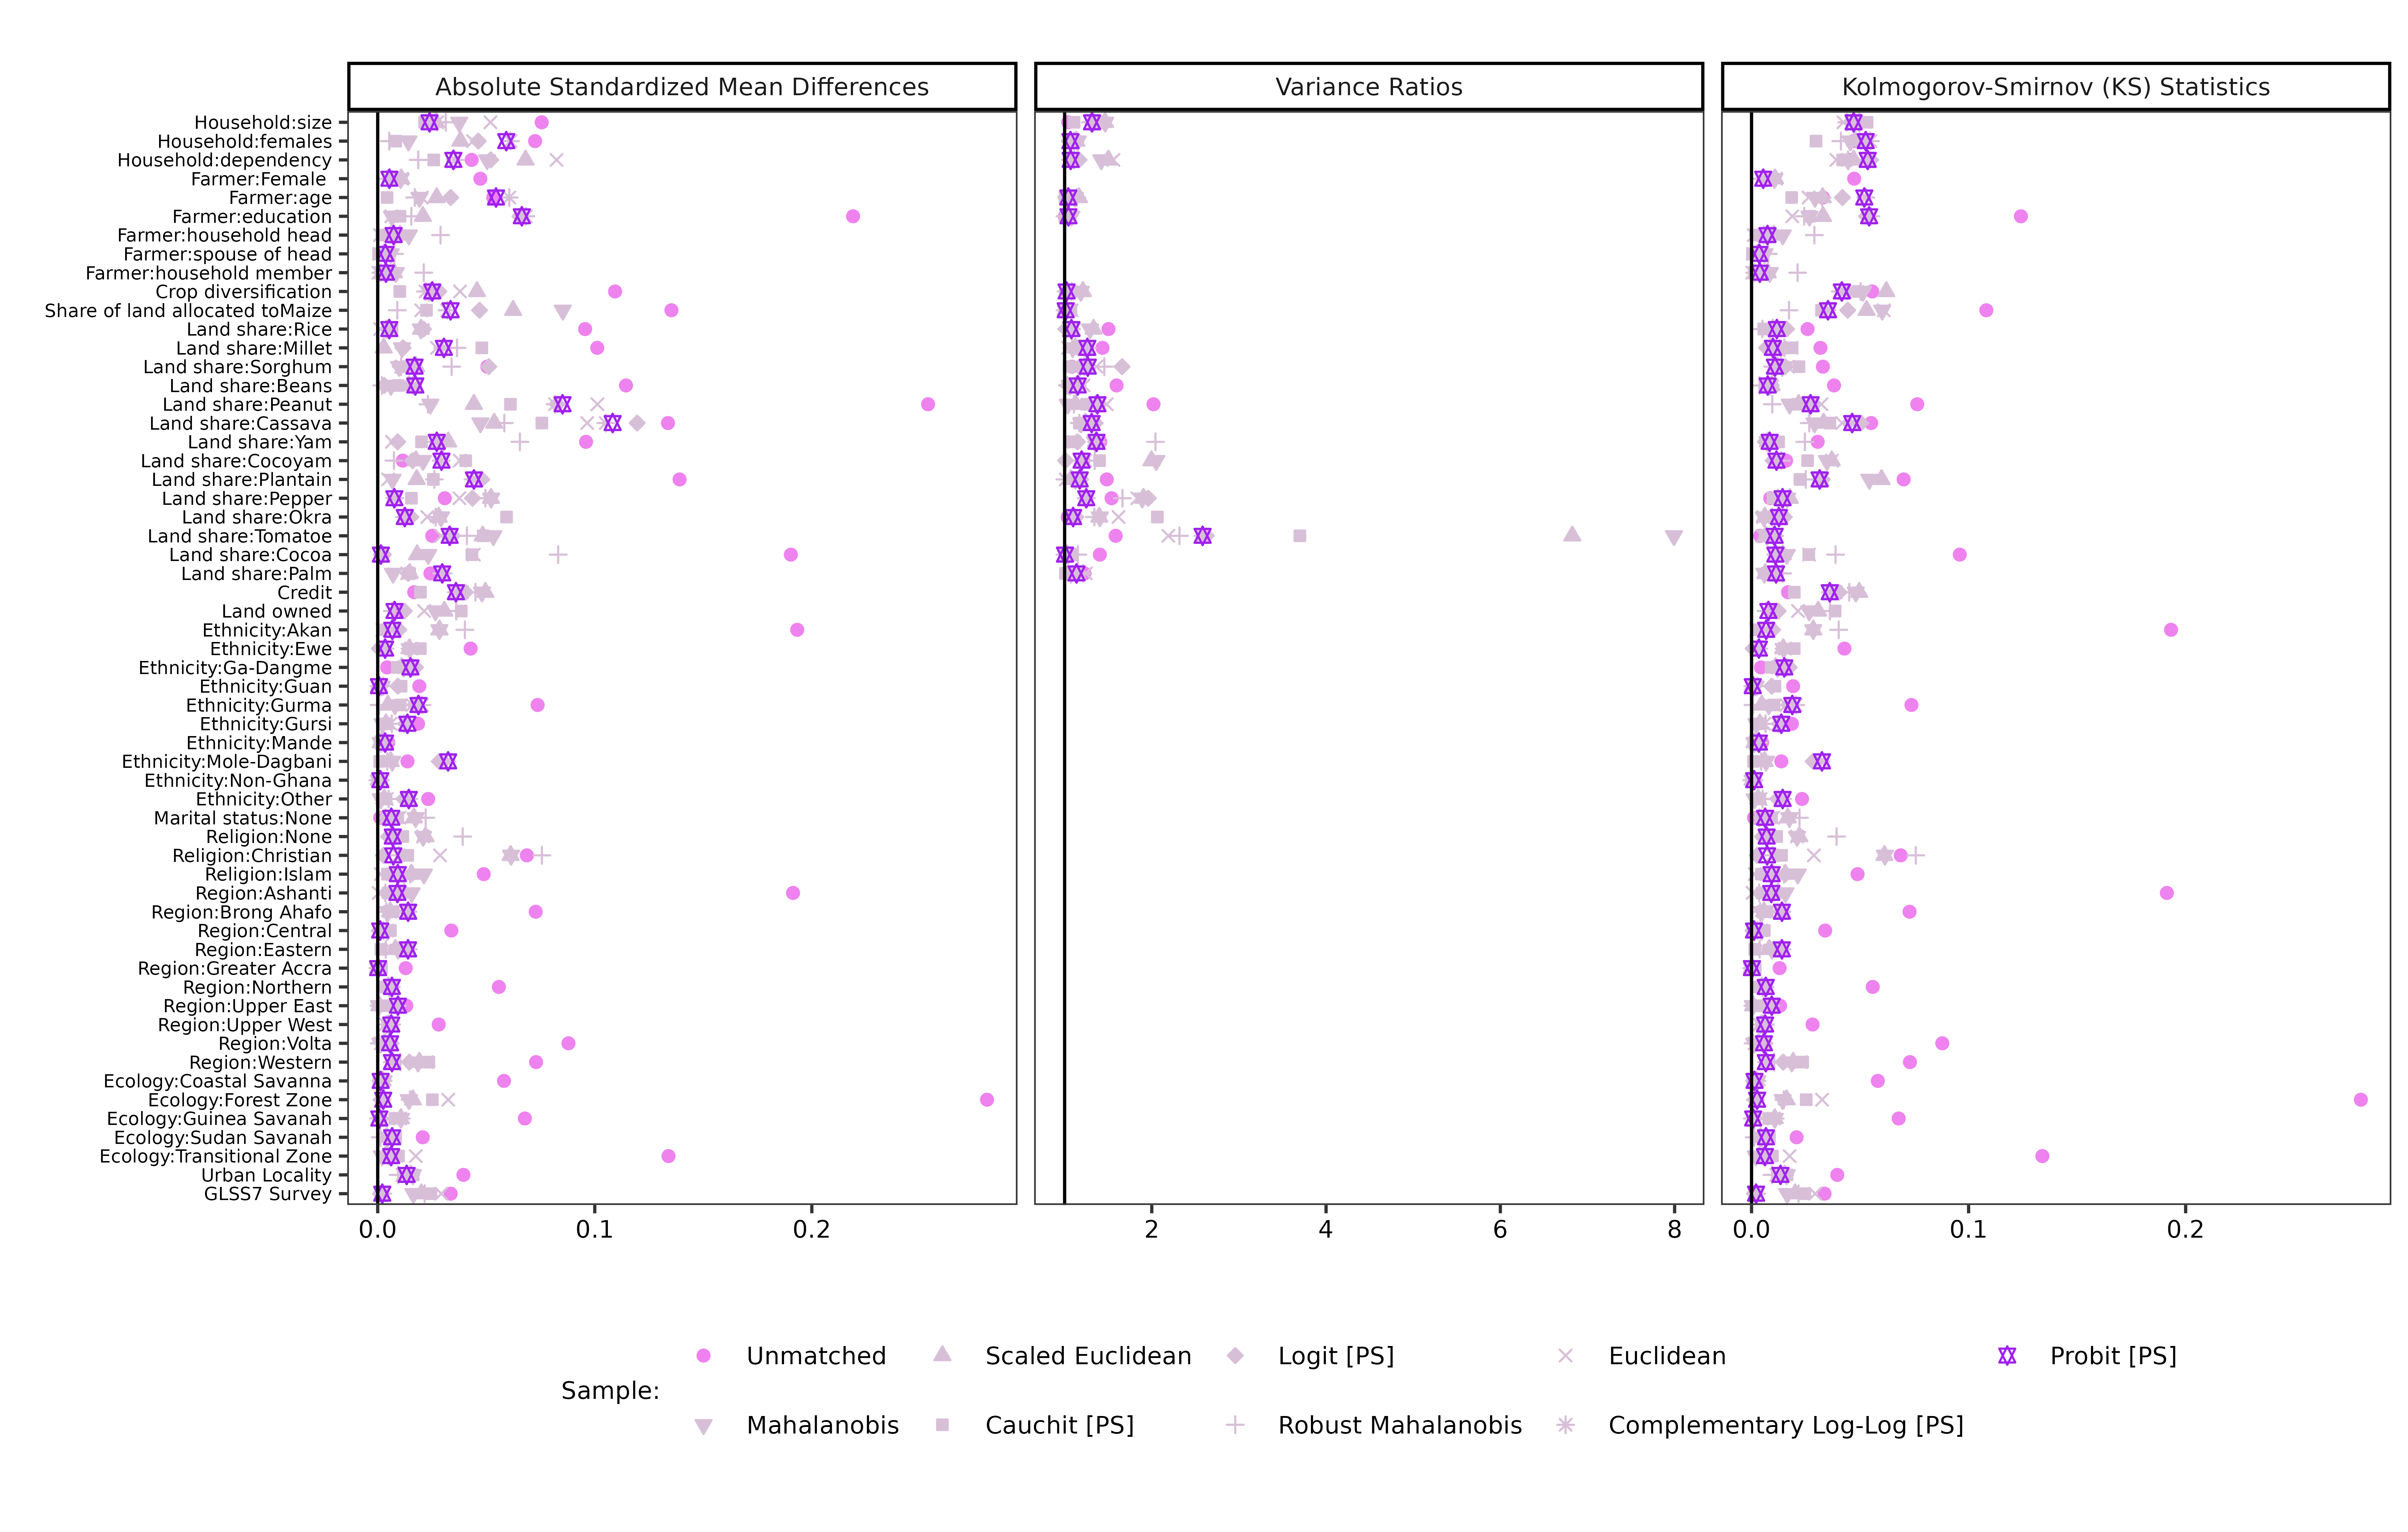 Absolute Standardized Mean Differences
Variance Ratios
Kolmogorov-Smirnov (KS) Statistics
Household:size
Household:females
Household:dependency
Farmer:Female
Farmer:age
Farmer:education
Farmer:household head
Farmer:spouse of head
Farmer:household member
Crop diversification
Share of land allocated toMaize
Land share:Rice
Land share:Millet
Land share:Sorghum
Land share:Beans
Land share:Peanut
Land share:Cassava
Land share:Yam
Land share:Cocoyam
Land share:Plantain
Land share:Pepper
Land share:Okra
Land share:Tomatoe
Land share:Cocoa
Land share:Palm
Credit
Land owned
Ethnicity:Akan
Ethnicity:Ewe
Ethnicity:Ga-Dangme
Ethnicity:Guan
Ethnicity:Gurma
Ethnicity:Gursi
Ethnicity:Mande
Ethnicity:Mole-Dagbani
Ethnicity:Non-Ghana
Ethnicity:Other
Marital status:None
Religion:None
Religion:Christian
Religion:Islam
Region:Ashanti
Region:Brong Ahafo
Region:Central
Region:Eastern
Region:Greater Accra
Region:Northern
Region:Upper East
Region:Upper West
Region:Volta
Region:Western
Ecology:Coastal Savanna
Ecology:Forest Zone
Ecology:Guinea Savanah
Ecology:Sudan Savanah
Ecology:Transitional Zone
Urban Locality
GLSS7 Survey
0.0 0.1 0.2
2 4 6 8
0.0 0.1 0.2
Sample:
Unmatched Scaled Euclidean Logit [PS] Euclidean Probit [PS]
Mahalanobis Cauchit [PS] Robust Mahalanobis Complementary Log-Log [PS]